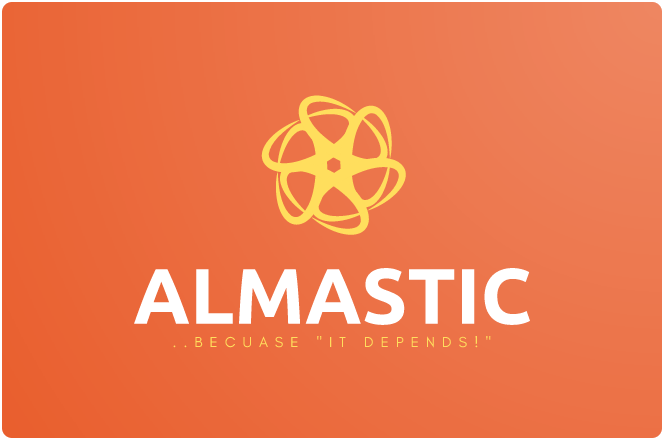 ALMASTIC
..BECUASE "IT DEPENDS!"